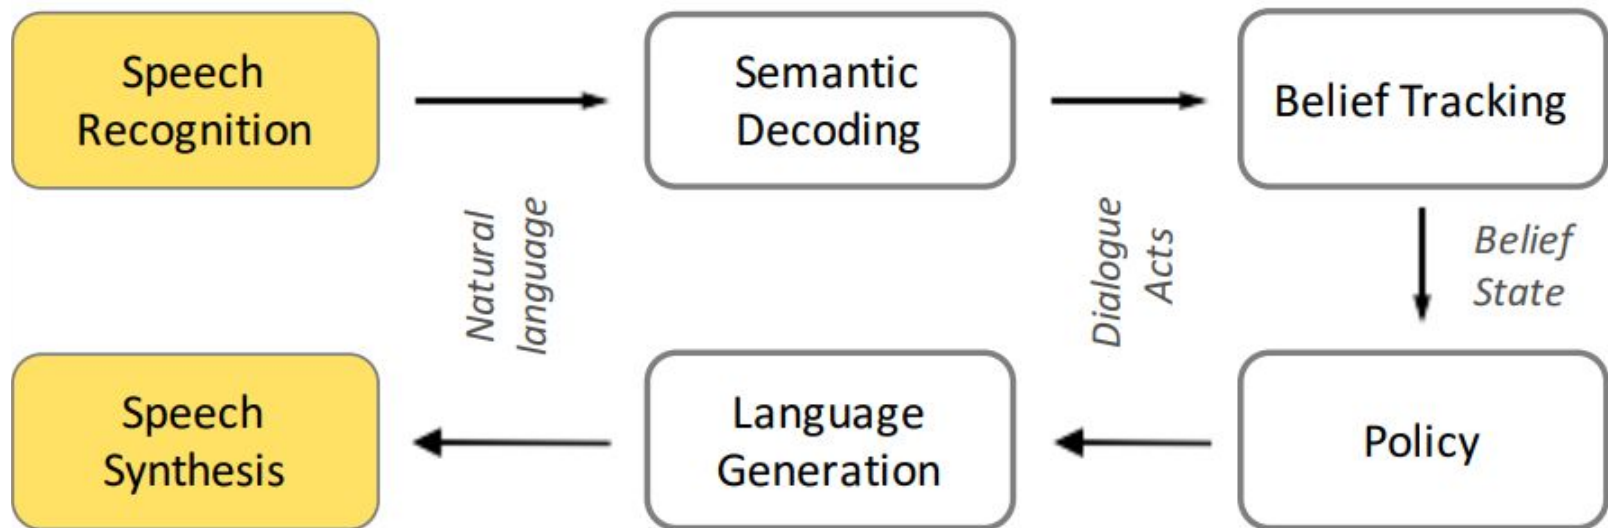 Speech
Recognition
Semantic
Decoding
Belief Tracking
Natural
language
Dialogue
Acts
Belief
State
Speech
Synthesis
Language
Generation
Policy